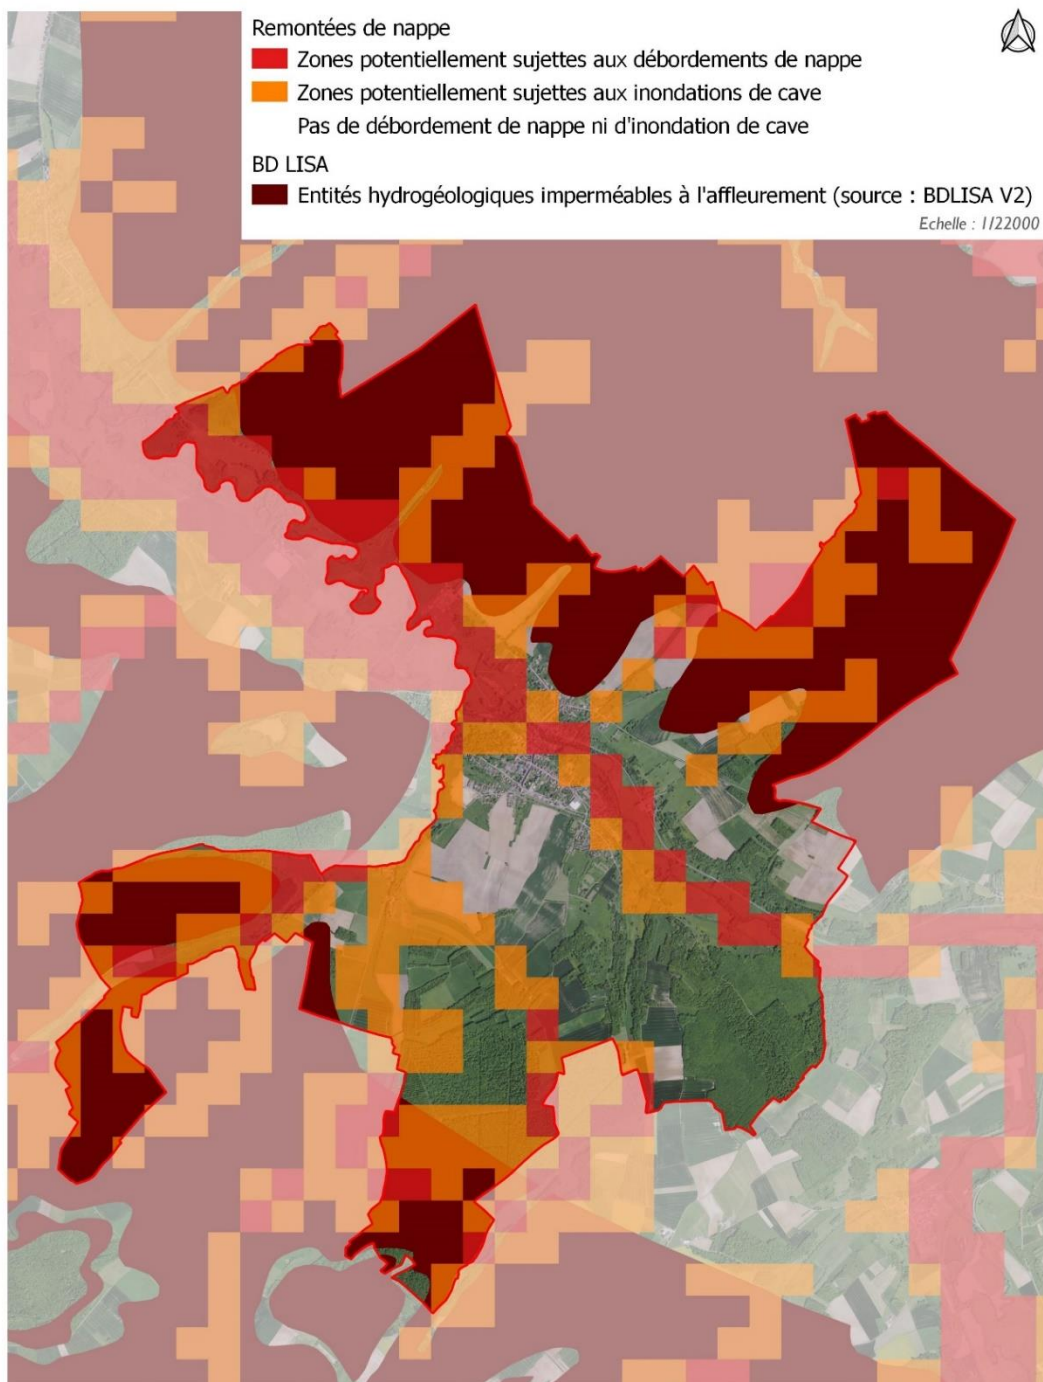 Remontées de nappe
Zones potentiellement sujettes aux débordements de nappe
Zones potentiellement sujettes aux inondations de cave
Pas de débordement de nappe ni d'inondation de cave
BD LISA
Entités hydrogéologiques imperméables à l'affleurement (source : BDLISA V2)
Echelle : 1/22000